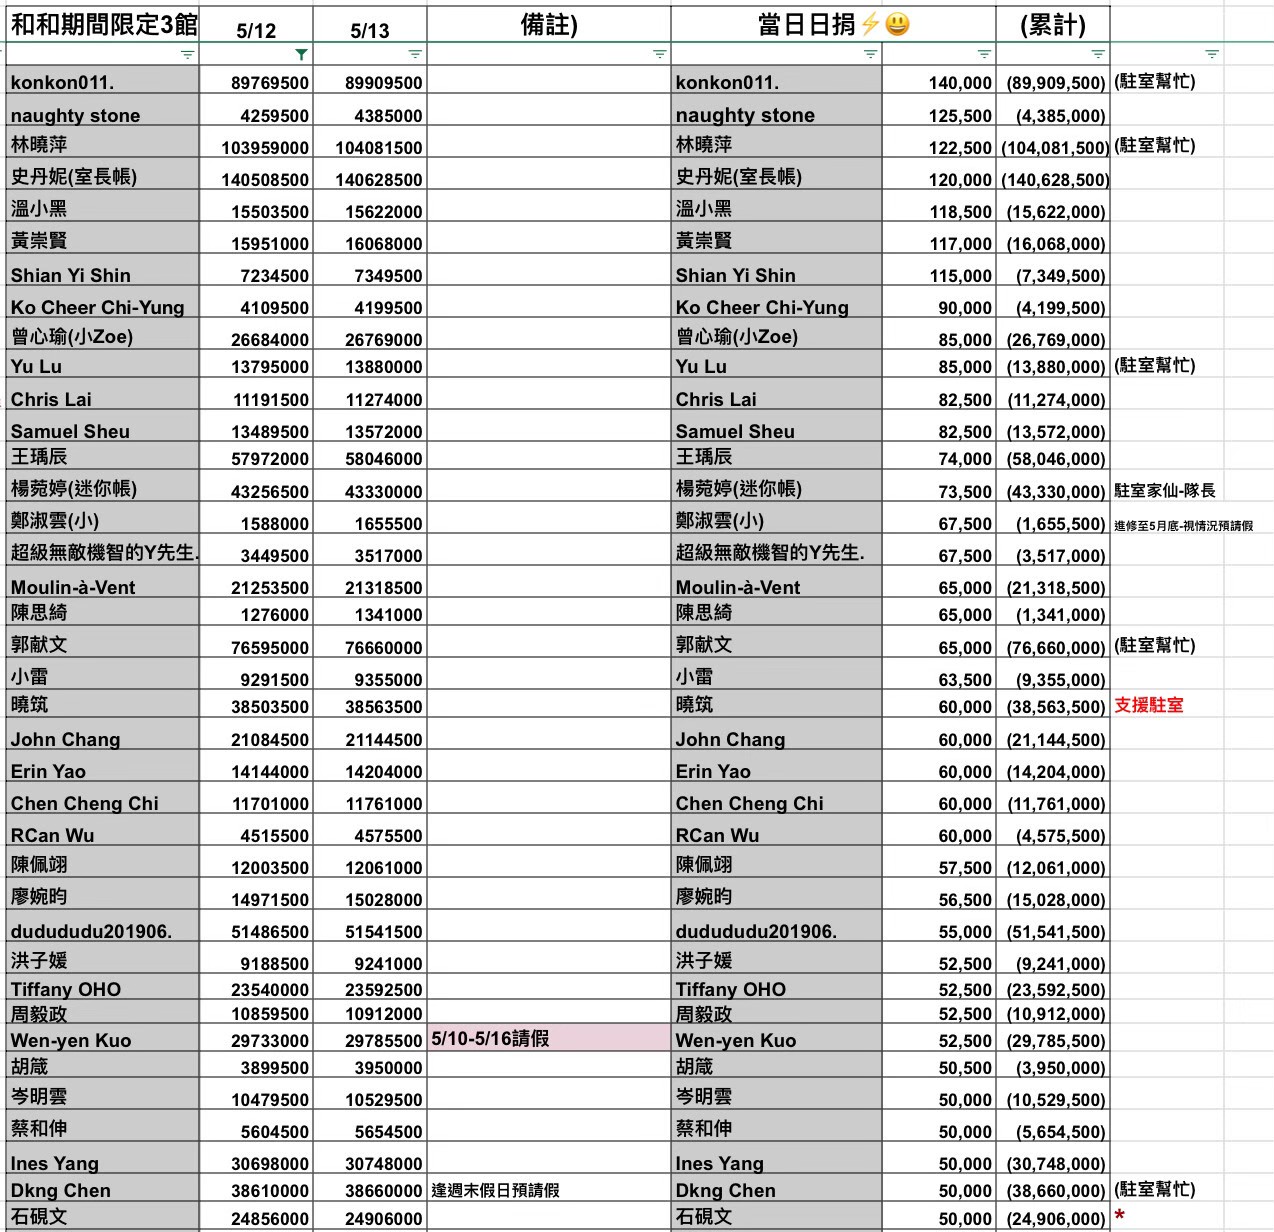 和和期間限定3館 5/12 5/13 備註) 當日日捐⚡😃 (累計)
konkon011. 89769500 89909500 konkon011. 140,000 (89,909,500) (駐室幫忙)
naughty stone 4259500 4385000 naughty stone 125,500 (4,385,000)
林曉萍 103959000 104081500 林曉萍 122,500 (104,081,500) (駐室幫忙)
史丹妮(室長帳) 140508500 140628500 史丹妮(室長帳) 120,000 (140,628,500)
溫小黑 15503500 15622000 溫小黑 118,500 (15,622,000)
黃崇賢 15951000 16068000 黃崇賢 117,000 (16,068,000)
Shian Yi Shin 7234500 7349500 Shian Yi Shin 115,000 (7,349,500)
Ko Cheer Chi-Yung 4109500 4199500 Ko Cheer Chi-Yung 90,000 (4,199,500)
曾心瑜(小Zoe) 26684000 26769000 曾心瑜(小Zoe) 85,000 (26,769,000)
Yu Lu 13795000 13880000 Yu Lu 85,000 (13,880,000) (駐室幫忙)
Chris Lai 11191500 11274000 Chris Lai 82,500 (11,274,000)
Samuel Sheu 13489500 13572000 Samuel Sheu 82,500 (13,572,000)
王瑀辰 57972000 58046000 王瑀辰 74,000 (58,046,000)
楊菀婷(迷你帳) 43256500 43330000 楊菀婷(迷你帳) 73,500 (43,330,000) 駐室家仙-隊長
鄭淑雲(小) 1588000 1655500 鄭淑雲(小) 67,500 (1,655,500) 進修至5月底-視情況預請假
超級無敵機智的Y先生. 3449500 3517000 超級無敵機智的Y先生. 67,500 (3,517,000)
Moulin-à-Vent 21253500 21318500 Moulin-à-Vent 65,000 (21,318,500)
陳思綺 1276000 1341000 陳思綺 65,000 (1,341,000)
郭献文 76595000 76660000 郭献文 65,000 (76,660,000) (駐室幫忙)
小雷 9291500 9355000 小雷 63,500 (9,355,000)
曉筑 38503500 38563500 曉筑 60,000 (38,563,500) 支援駐室
John Chang 21084500 21144500 John Chang 60,000 (21,144,500)
Erin Yao 14144000 14204000 Erin Yao 60,000 (14,204,000)
Chen Cheng Chi 11701000 11761000 Chen Cheng Chi 60,000 (11,761,000)
RCan Wu 4515500 4575500 RCan Wu 60,000 (4,575,500)
陳佩翊 12003500 12061000 陳佩翊 57,500 (12,061,000)
廖婉昀 14971500 15028000 廖婉昀 56,500 (15,028,000)
dudududu201906. 51486500 51541500 dudududu201906. 55,000 (51,541,500)
洪子媛 9188500 9241000 洪子媛 52,500 (9,241,000)
Tiffany OHO 23540000 23592500 Tiffany OHO 52,500 (23,592,500)
周毅政 10859500 10912000 周毅政 52,500 (10,912,000)
Wen-yen Kuo 29733000 29785500 5/10-5/16請假 Wen-yen Kuo 52,500 (29,785,500)
胡箴 3899500 3950000 胡箴 50,500 (3,950,000)
岑明雲 10479500 10529500 岑明雲 50,000 (10,529,500)
蔡和伸 5604500 5654500 蔡和伸 50,000 (5,654,500)
Ines Yang 30698000 30748000 Ines Yang 50,000 (30,748,000)
Dkng Chen 38610000 38660000 逢週末假日預請假 Dkng Chen 50,000 (38,660,000) (駐室幫忙)
石硯文 24856000 24906000 石硯文 50,000 (24,906,000) *